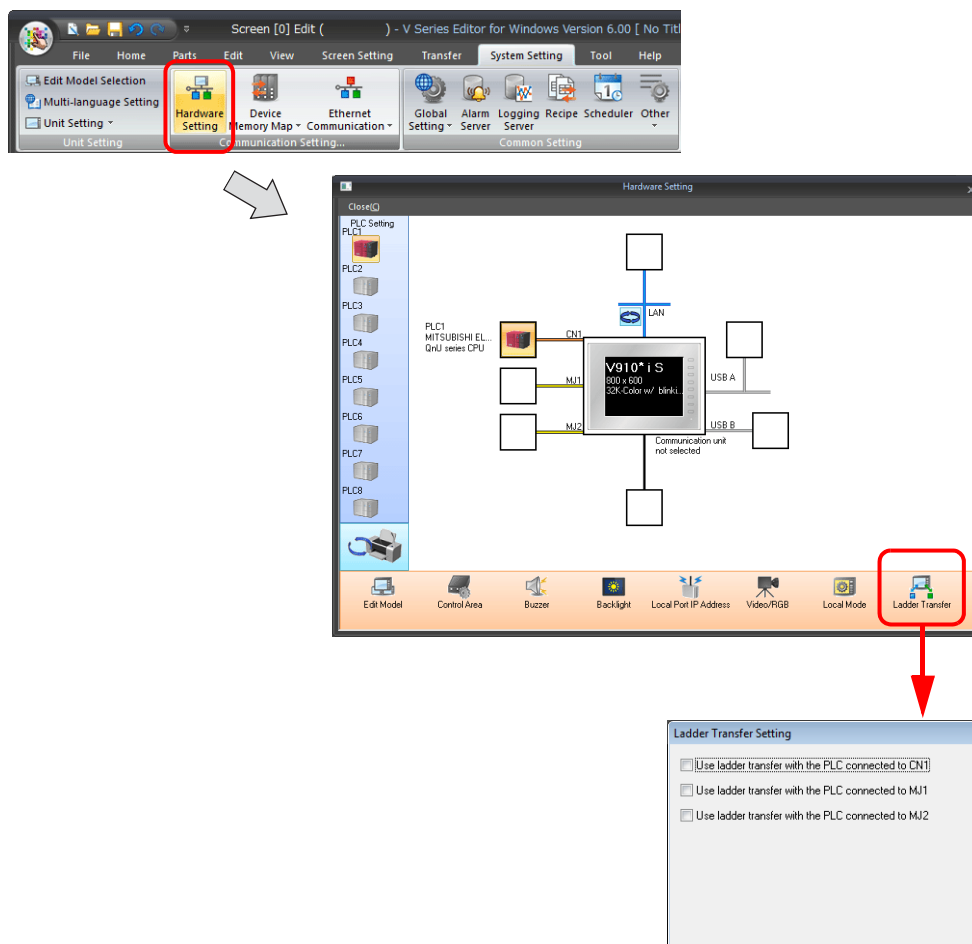 Screen [0] Edit ( ) - V Series Editor for Windows Version 6.00 [ No Titl
File Home Parts Edit View Screen Setting Transfer System Setting Tool Help
Edit Model Selection
Multi-language Setting
Unit Setting
Unit Setting
Hardware Setting
Device Memory Map
Ethernet Communication
Communication Setting...
Global Setting
Alarm Server
Logging Server
Recipe
Scheduler
Other
Common Setting
Hardware Setting
Close(C)
PLC Setting
PLC1
PLC2
PLC3
PLC4
PLC5
PLC6
PLC7
PLC8
LAN
PLC1
MITSUBISHI EL...
QnU series CPU
CN1
MJ1
MJ2
V910* i S
800 x 600
32K-Color w/ blinki...
USB A
USB B
Communication unit
not selected
Edit Model
Control Area
Buzzer
Backlight
Local Port IP Address
Video/RGB
Local Mode
Ladder Transfer
Ladder Transfer Setting
Use ladder transfer with the PLC connected to CN1
Use ladder transfer with the PLC connected to MJ1
Use ladder transfer with the PLC connected to MJ2